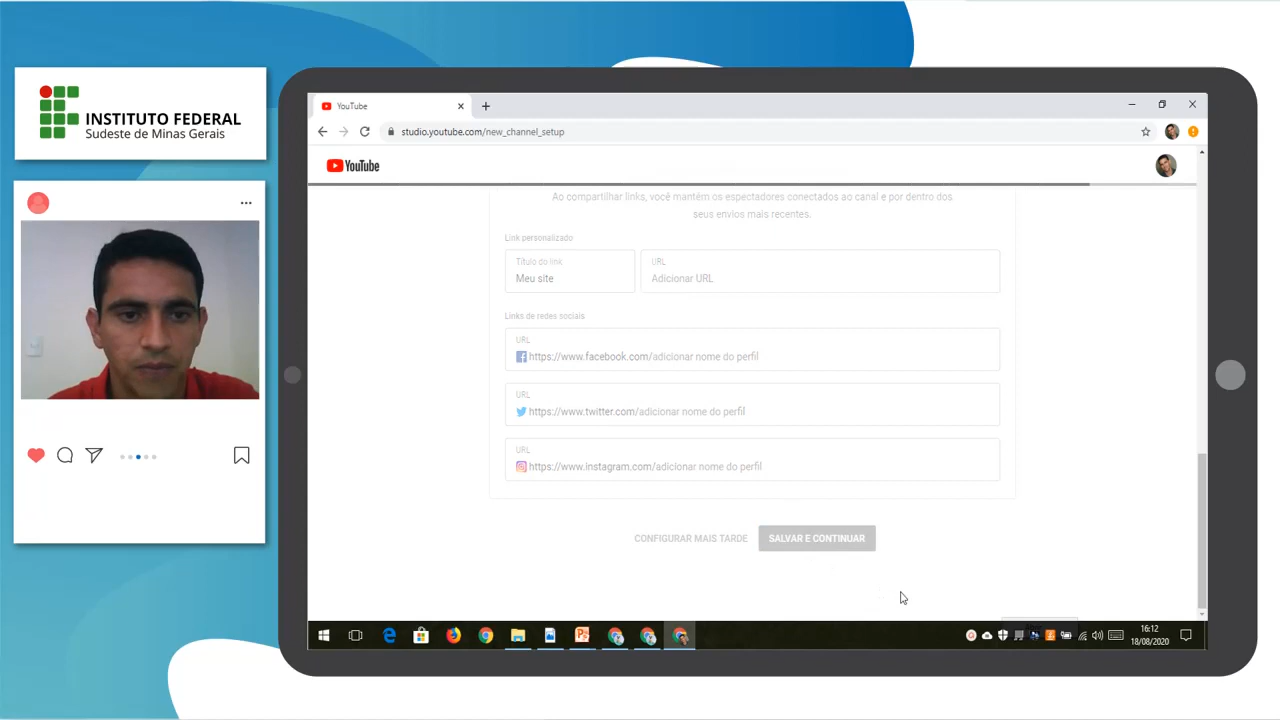 INSTITUTO FEDERAL
Sudeste de Minas Gerais
YouTube
studio.youtube.com/new_channel_setup
YouTube
Ao compartilhar links, você mantém os espectadores conectados ao canal e por dentro dos
seus envios mais recentes.
Link personalizado
Título do link
URL
Meu site
Adicionar URL
Links de redes sociais
URL
https://www.facebook.com/adicionar nome do perfil
URL
https://www.twitter.com/adicionar nome do perfil
URL
https://www.instagram.com/adicionar nome do perfil
CONFIGURAR MAIS TARDE
SALVAR E CONTINUAR
16:12
18/08/2020